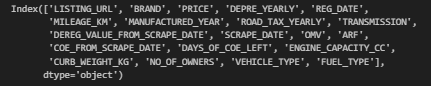 Index(['LISTING_URL', 'BRAND', 'PRICE', 'DEPRE_YEARLY', 'REG_DATE',
'MILEAGE_KM', 'MANUFACTURED_YEAR', 'ROAD_TAX_YEARLY', 'TRANSMISSION',
'DEREG_VALUE_FROM_SCRAPE_DATE', 'SCRAPE_DATE', 'OMV', 'ARF',
'COE_FROM_SCRAPE_DATE', 'DAYS_OF_COE_LEFT', 'ENGINE_CAPACITY_CC',
'CURB_WEIGHT_KG', 'NO_OF_OWNERS', 'VEHICLE_TYPE', 'FUEL_TYPE'],
dtype='object')